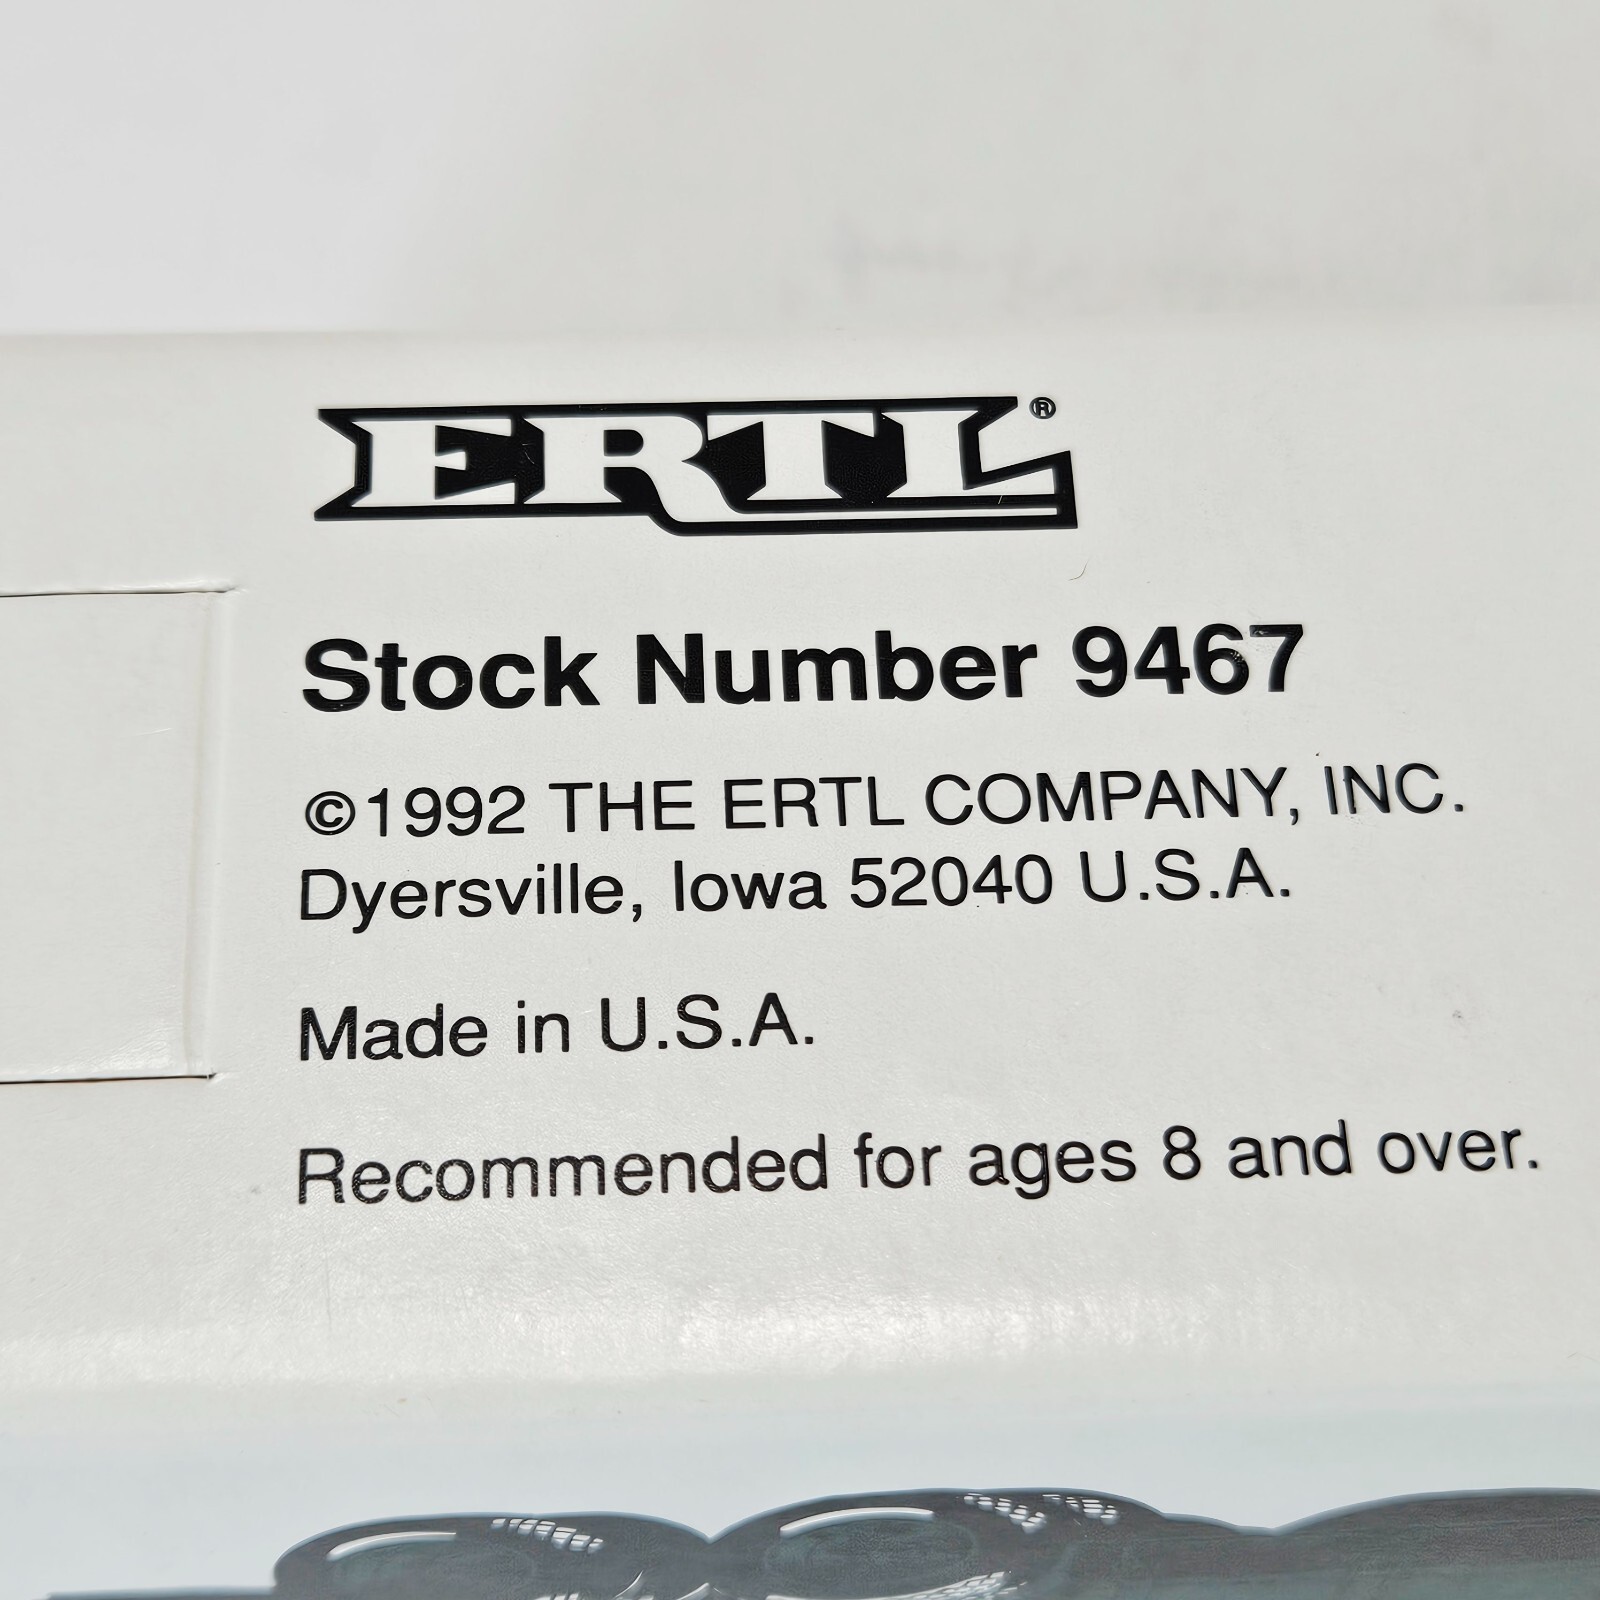 ERTL®
Stock Number 9467
©1992 THE ERTL COMPANY, INC.
Dyersville, Iowa 52040 U.S.A.
Made in U.S.A.
Recommended for ages 8 and over.